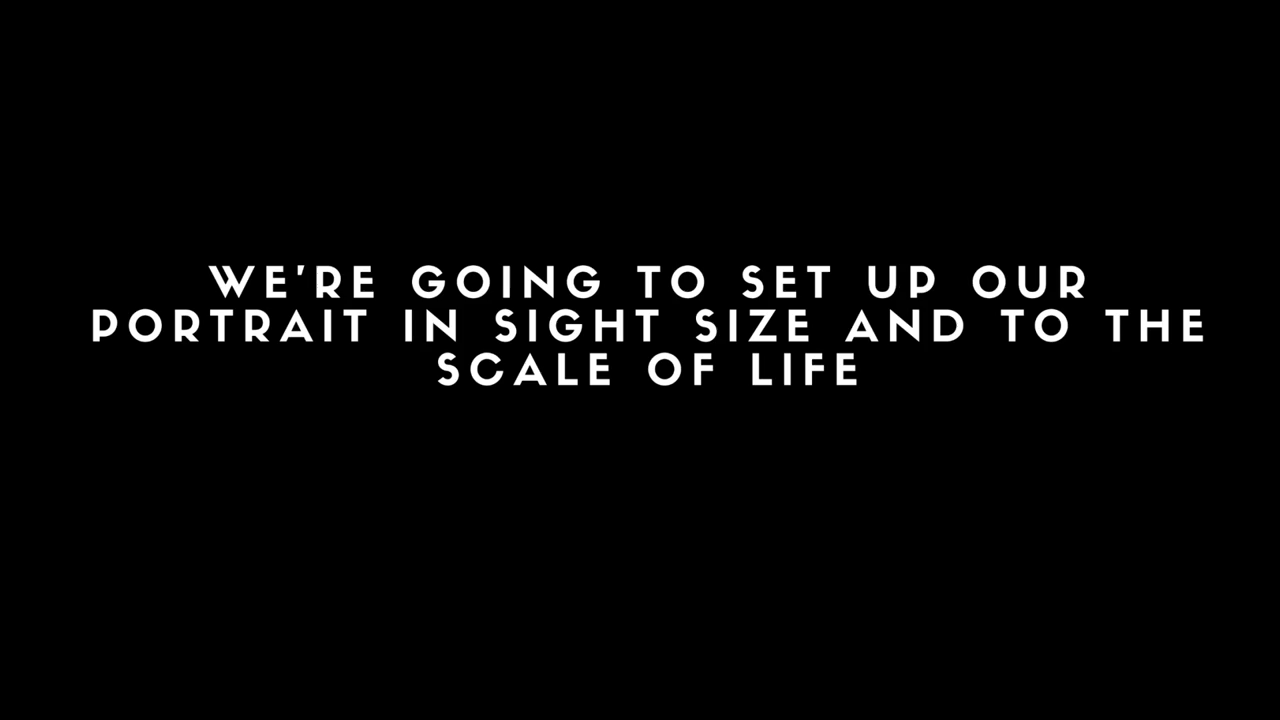 WE'RE GOING TO SET UP OUR
PORTRAIT IN SIGHT SIZE AND TO THE
SCALE OF LIFE